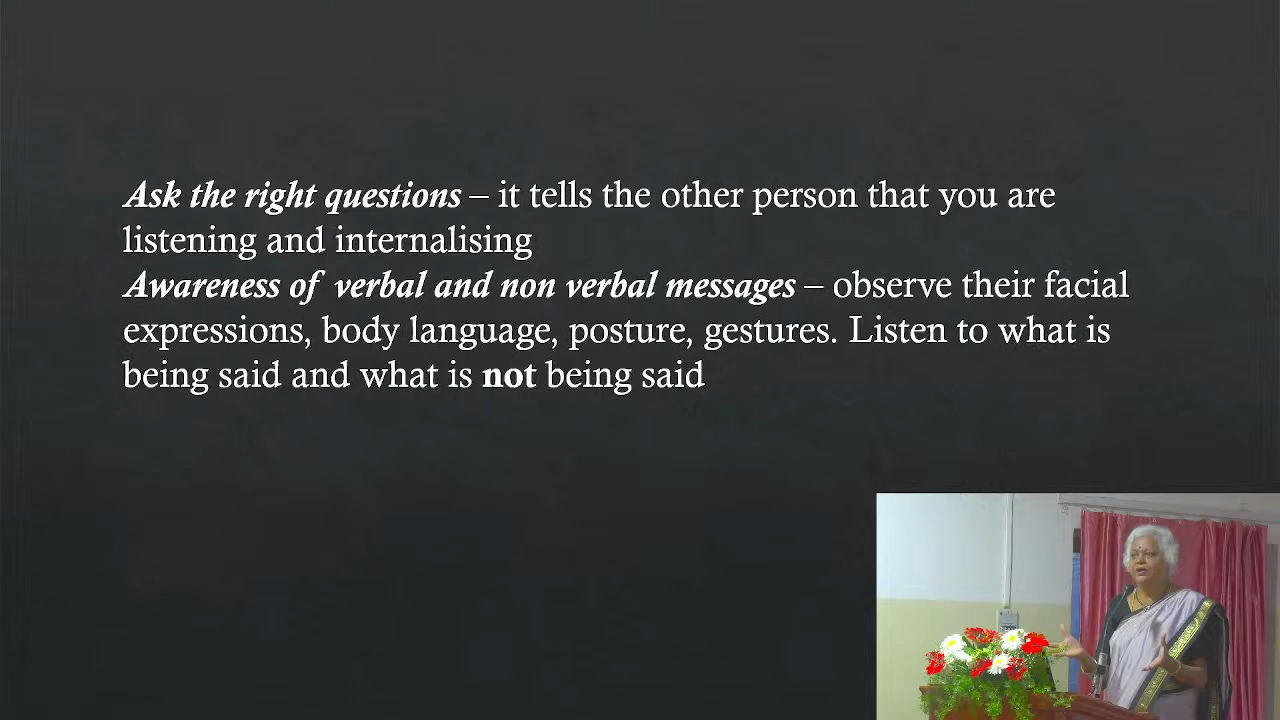 Ask the right questions – it tells the other person that you are
listening and internalising
Awareness of verbal and non verbal messages – observe their facial
expressions, body language, posture, gestures. Listen to what is
being said and what is not being said